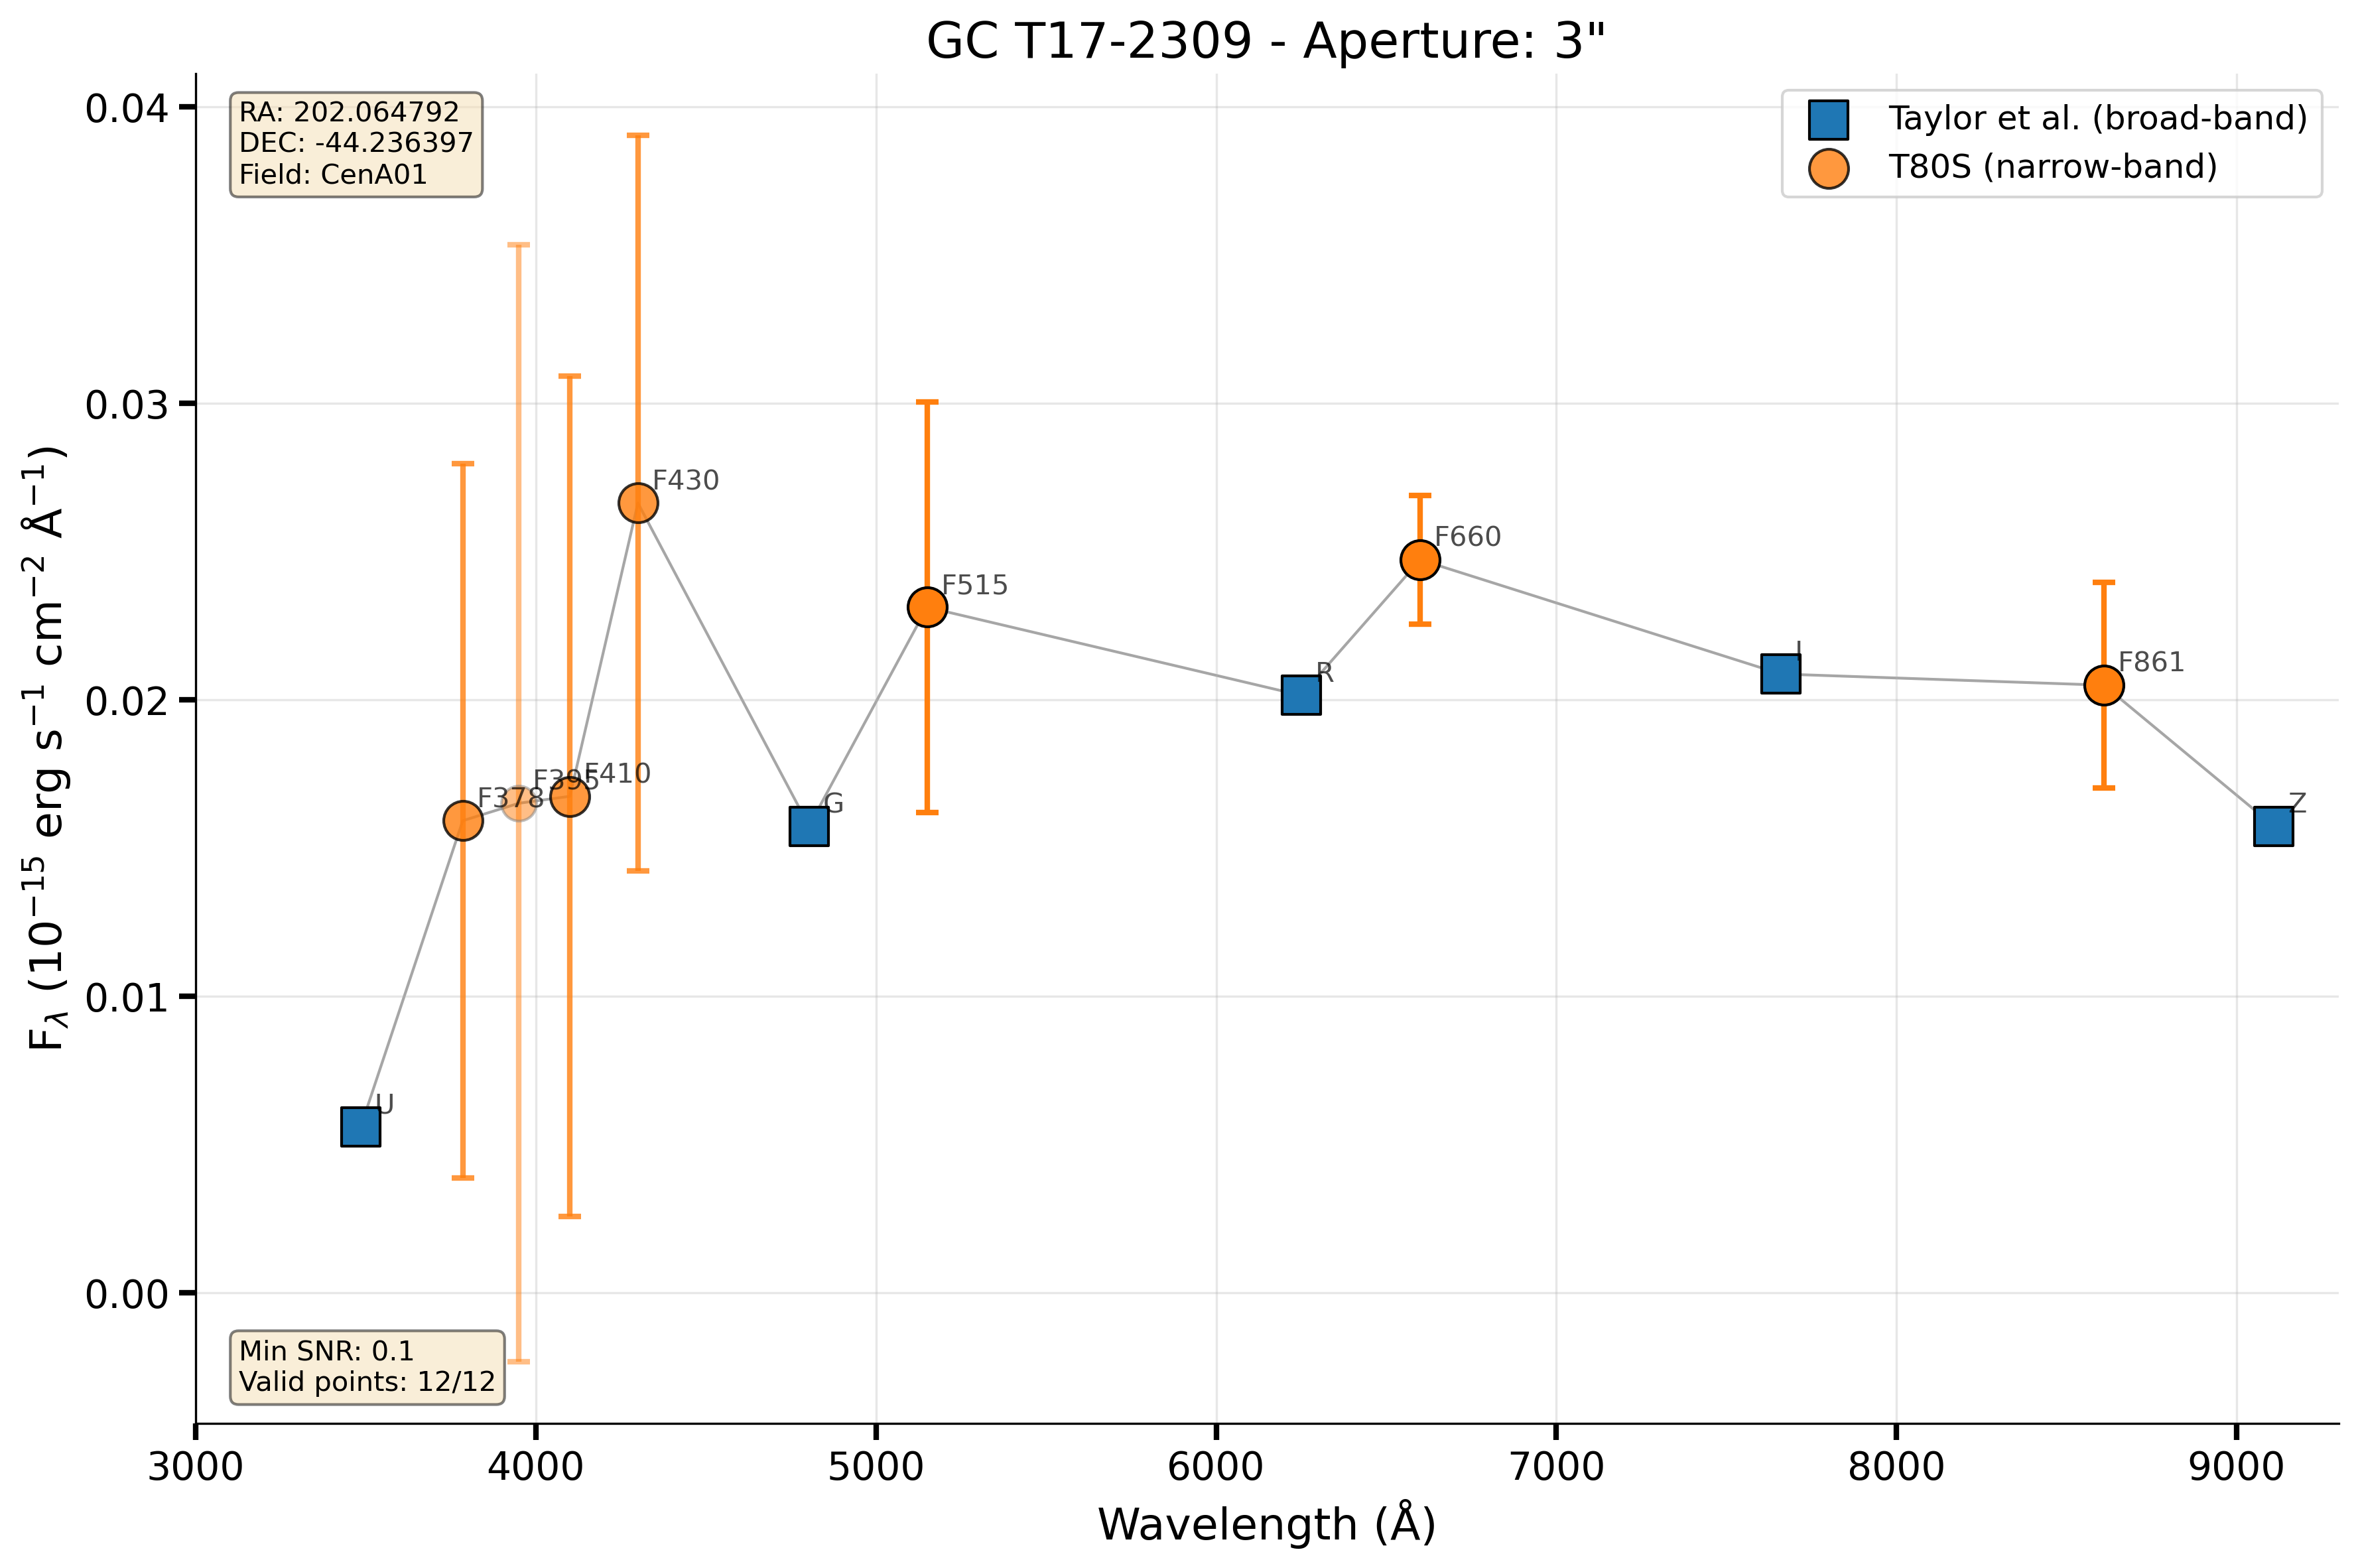 GC T17-2309 - Aperture: 3"
RA: 202.064792
DEC: -44.236397
Field: CenA01
Taylor et al. (broad-band)
T80S (narrow-band)
0.04
0.03
0.02
0.01
0.00
F430
F515
F660
F861
F378
F395
F410
U
G
R
I
Z
Min SNR: 0.1
Valid points: 12/12
3000
4000
5000
6000
7000
8000
9000
Wavelength (Å)
Fλ (10⁻¹⁵ erg s⁻¹ cm⁻² Å⁻¹)